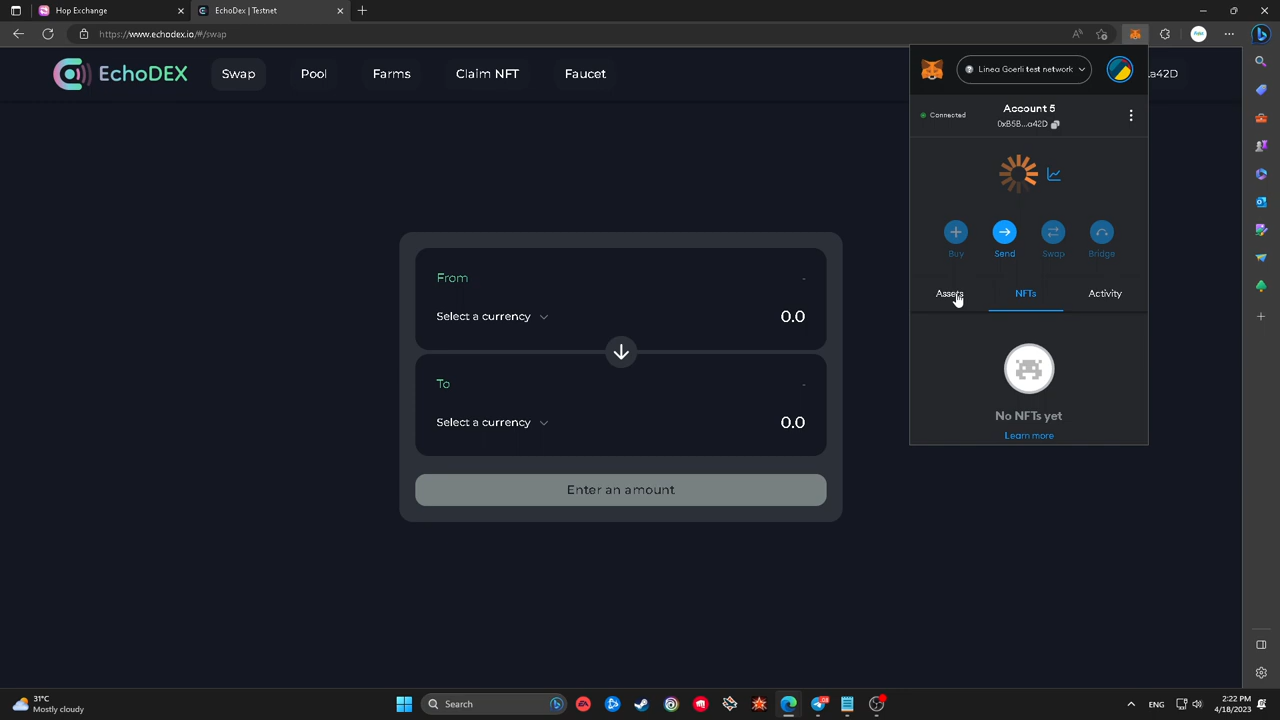 Hop Exchange
EchoDex | Testnet
https://www.echodex.io/#/swap
EchoDEX
Swap
Pool
Farms
Claim NFT
Faucet
a42D
Linea Goerli test network
Connected
Account 5
0xB5B...a42D
Buy
Send
Swap
Bridge
Assets
NFTs
Activity
No NFTs yet
Learn more
From
-
Select a currency
0.0
To
-
Select a currency
0.0
Enter an amount
31°C
Mostly cloudy
Search
ENG
2:22 PM
4/18/2023